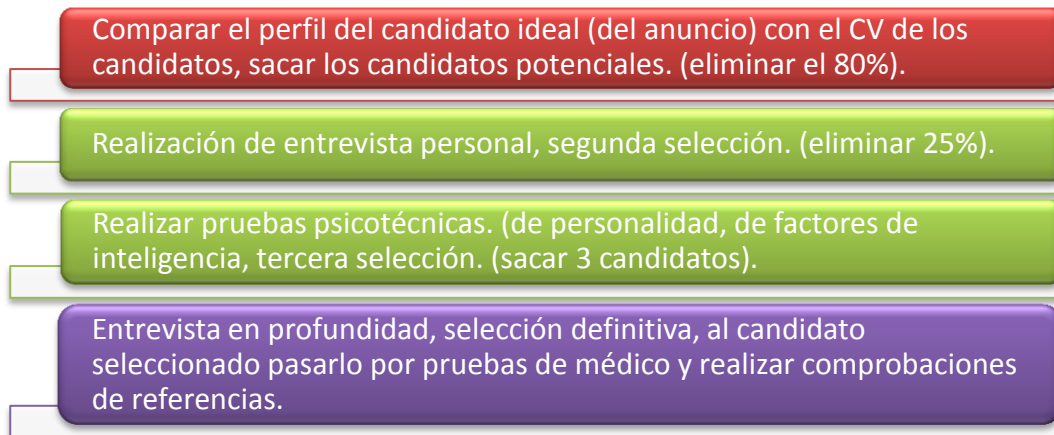 Comparar el perfil del candidato ideal (del anuncio) con el CV de los
candidatos, sacar los candidatos potenciales. (eliminar el 80%).
Realización de entrevista personal, segunda selección. (eliminar 25%).
Realizar pruebas psicotécnicas. (de personalidad, de factores de
inteligencia, tercera selección. (sacar 3 candidatos).
Entrevista en profundidad, selección definitiva, al candidato
seleccionado pasarlo por pruebas de médico y realizar comprobaciones
de referencias.